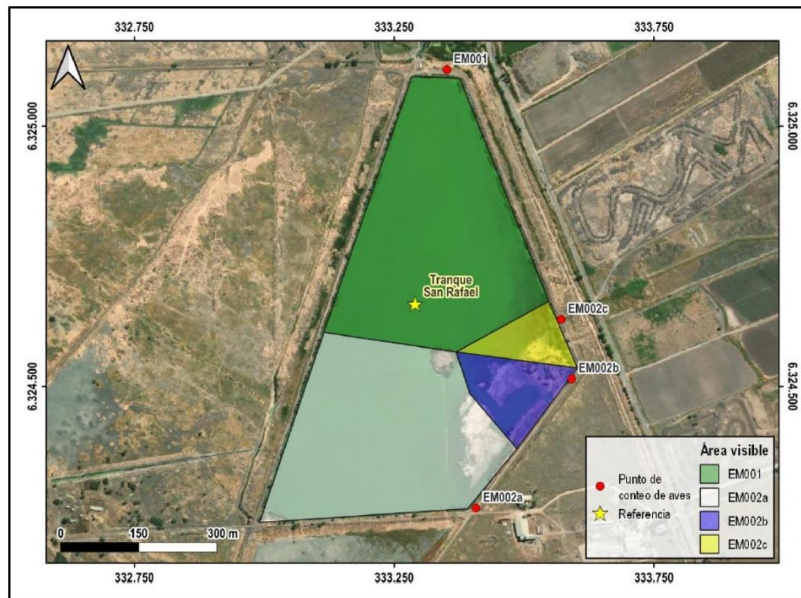 332.750 333.250 333.750
EM001
6.325.000 6.325.000
Tranque
San Rafael
EM002c
EM002b
6.324.500 6.324.500
EM002a
Área visible
Punto de
conteo de aves
Referencia
EM001
EM002a
EM002b
EM002c
0 150 300 m
332.750 333.250 333.750